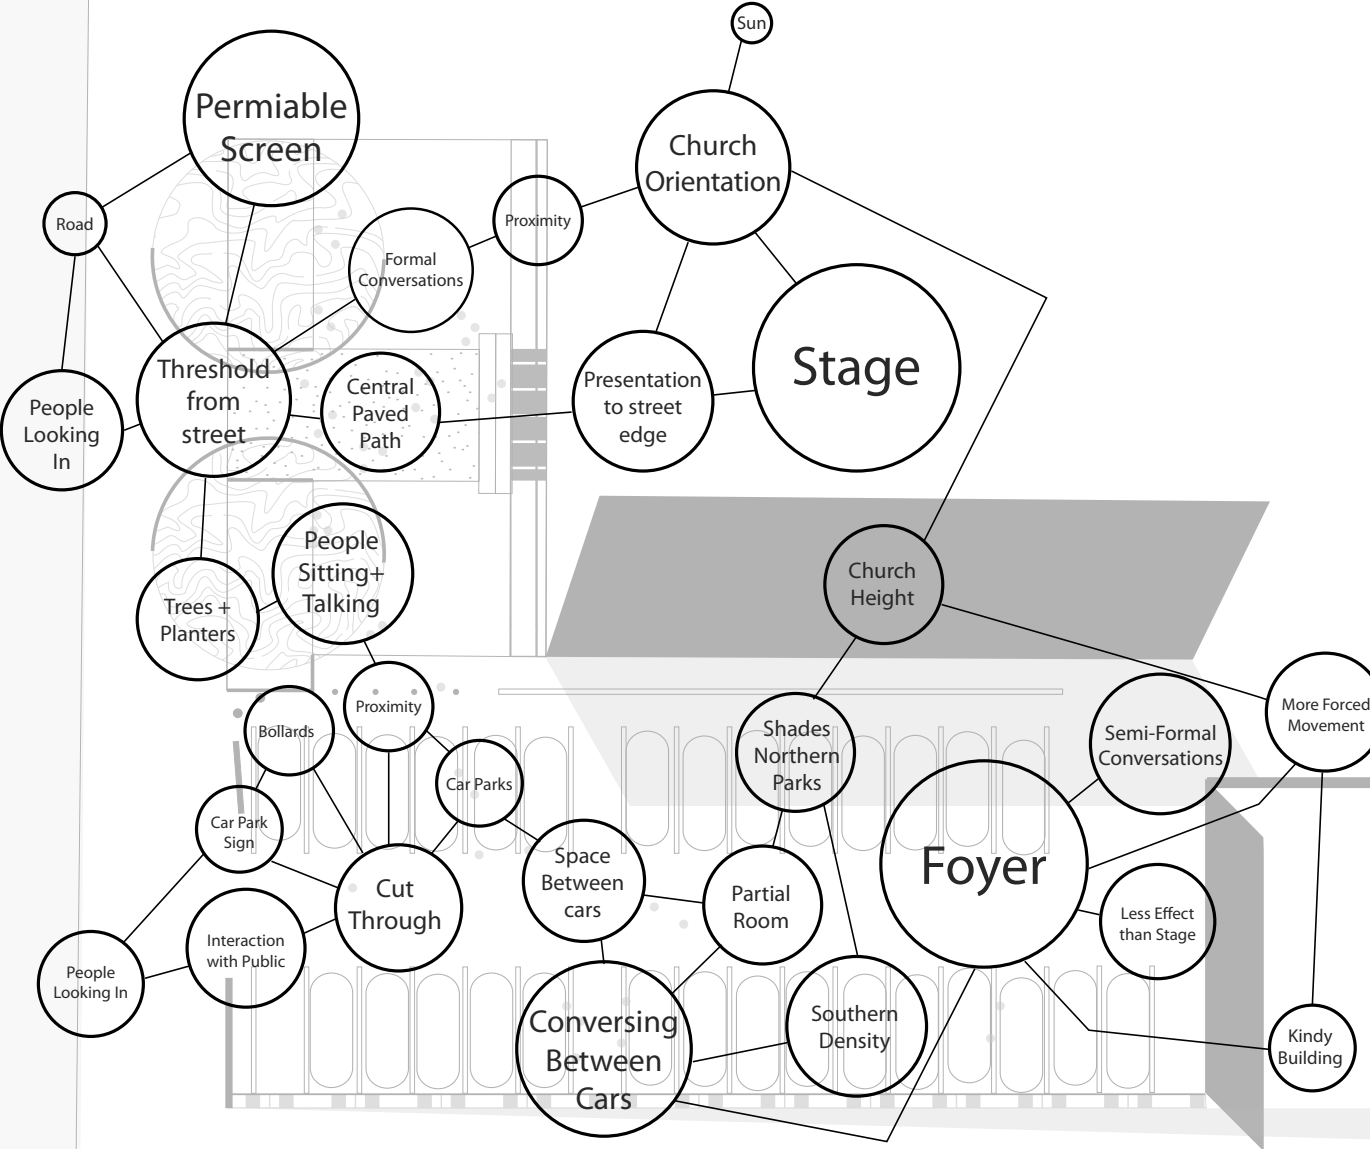 Sun
Permiable
Screen
Church
Orientation
Road
Proximity
Formal
Conversations
Threshold
from
street
Central
Paved
Path
Presentation
to street
edge
Stage
People
Looking
In
People
Sitting+
Talking
Church
Height
Trees +
Planters
Proximity
Bollards
More Forced
Movement
Semi-Formal
Conversations
Shades
Northern
Parks
Car Parks
Car Park
Sign
Foyer
Space
Between
cars
Partial
Room
Cut
Through
Less Effect
than Stage
Interaction
with Public
People
Looking In
Southern
Density
Conversing
Between
Cars
Kindy
Building